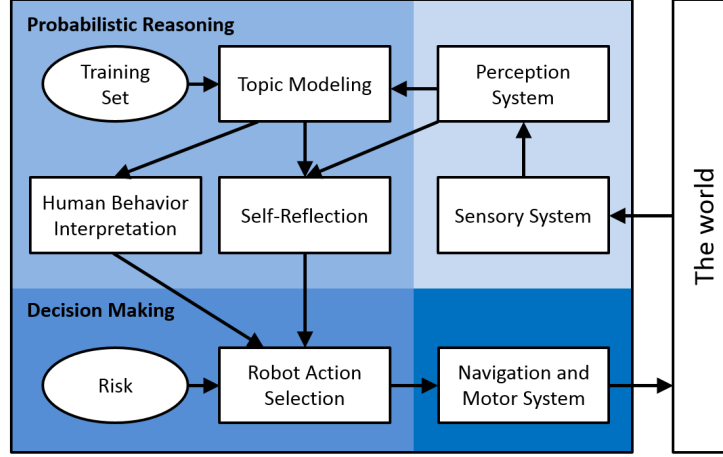 Probabilistic Reasoning
Training
Set
Topic Modeling
Perception
System
Human Behavior
Interpretation
Self-Reflection
Sensory System
The world
Decision Making
Risk
Robot Action
Selection
Navigation and
Motor System